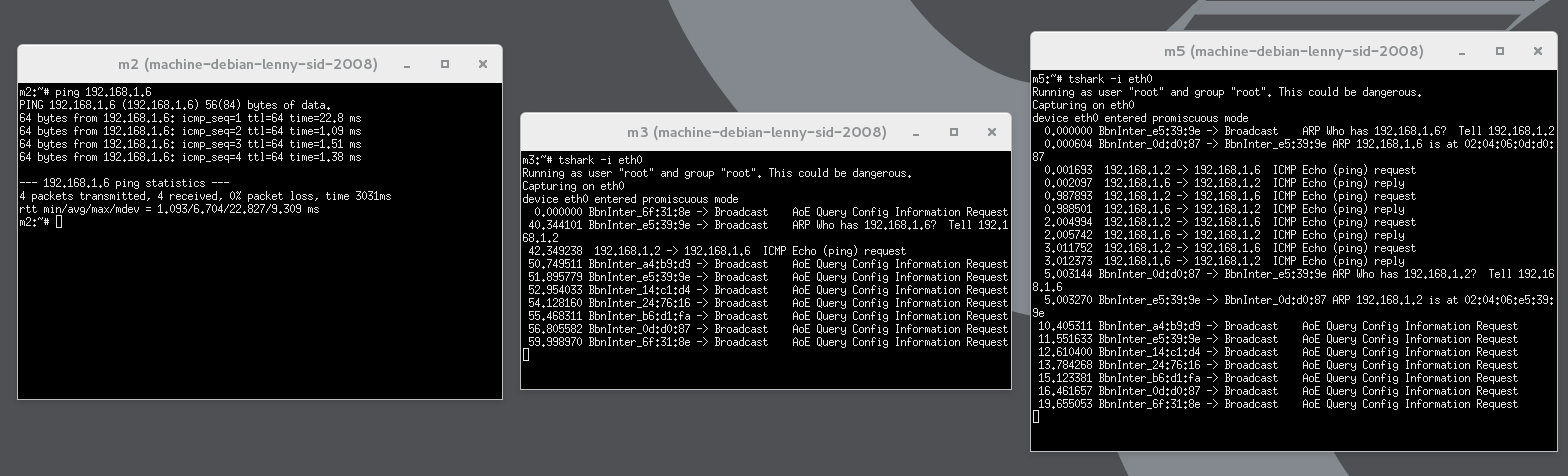 m2 (machine-debian-lenny-sid-2008)
m2:~# ping 192.168.1.6
PING 192.168.1.6 (192.168.1.6) 56(84) bytes of data.
64 bytes from 192.168.1.6: icmp_seq=1 ttl=64 time=22.8 ms
64 bytes from 192.168.1.6: icmp_seq=2 ttl=64 time=1.09 ms
64 bytes from 192.168.1.6: icmp_seq=3 ttl=64 time=1.51 ms
64 bytes from 192.168.1.6: icmp_seq=4 ttl=64 time=1.38 ms
--- 192.168.1.6 ping statistics ---
4 packets transmitted, 4 received, 0% packet loss, time 3031ms
rtt min/avg/max/mdev = 1.093/6.704/22.827/9.309 ms
m2:~#
m3 (machine-debian-lenny-sid-2008)
m3:~# tshark -i eth0
Running as user "root" and group "root". This could be dangerous.
Capturing on eth0
device eth0 entered promiscuous mode
0.000000 BbnInter_6f:31:8e -> Broadcast    AoE Query Config Information Request
40.344101 BbnInter_e5:39:9e -> Broadcast    ARP Who has 192.168.1.6?  Tell 192.1
68.1.2
42.349238  192.168.1.2 -> 192.168.1.6  ICMP Echo (ping) request
50.749511 BbnInter_a4:b9:d9 -> Broadcast    AoE Query Config Information Request
51.895779 BbnInter_e5:39:9e -> Broadcast    AoE Query Config Information Request
52.954033 BbnInter_14:c1:d4 -> Broadcast    AoE Query Config Information Request
54.128160 BbnInter_24:76:16 -> Broadcast    AoE Query Config Information Request
55.468311 BbnInter_b6:d1:fa -> Broadcast    AoE Query Config Information Request
56.805582 BbnInter_0d:d0:87 -> Broadcast    AoE Query Config Information Request
59.998970 BbnInter_6f:31:8e -> Broadcast    AoE Query Config Information Request
m5 (machine-debian-lenny-sid-2008)
m5:~# tshark -i eth0
Running as user "root" and group "root". This could be dangerous.
Capturing on eth0
device eth0 entered promiscuous mode
0.000000 BbnInter_e5:39:9e -> Broadcast    ARP Who has 192.168.1.6?  Tell 192.168.1.2
0.000604 BbnInter_0d:d0:87 -> BbnInter_e5:39:9e ARP 192.168.1.6 is at 02:04:06:0d:d0:
87
0.001693  192.168.1.2 -> 192.168.1.6  ICMP Echo (ping) request
0.002097  192.168.1.6 -> 192.168.1.2  ICMP Echo (ping) reply
0.987893  192.168.1.2 -> 192.168.1.6  ICMP Echo (ping) request
0.988501  192.168.1.6 -> 192.168.1.2  ICMP Echo (ping) reply
2.004994  192.168.1.2 -> 192.168.1.6  ICMP Echo (ping) request
2.005742  192.168.1.6 -> 192.168.1.2  ICMP Echo (ping) reply
3.011752  192.168.1.2 -> 192.168.1.6  ICMP Echo (ping) request
3.012373  192.168.1.6 -> 192.168.1.2  ICMP Echo (ping) reply
5.003144 BbnInter_0d:d0:87 -> BbnInter_e5:39:9e ARP Who has 192.168.1.2?  Tell 192.16
8.1.6
5.003270 BbnInter_e5:39:9e -> BbnInter_0d:d0:87 ARP 192.168.1.2 is at 02:04:06:e5:39:
9e
10.405311 BbnInter_a4:b9:d9 -> Broadcast    AoE Query Config Information Request
11.551633 BbnInter_e5:39:9e -> Broadcast    AoE Query Config Information Request
12.610400 BbnInter_14:c1:d4 -> Broadcast    AoE Query Config Information Request
13.784268 BbnInter_24:76:16 -> Broadcast    AoE Query Config Information Request
15.123381 BbnInter_b6:d1:fa -> Broadcast    AoE Query Config Information Request
16.461657 BbnInter_0d:d0:87 -> Broadcast    AoE Query Config Information Request
19.655053 BbnInter_6f:31:8e -> Broadcast    AoE Query Config Information Request